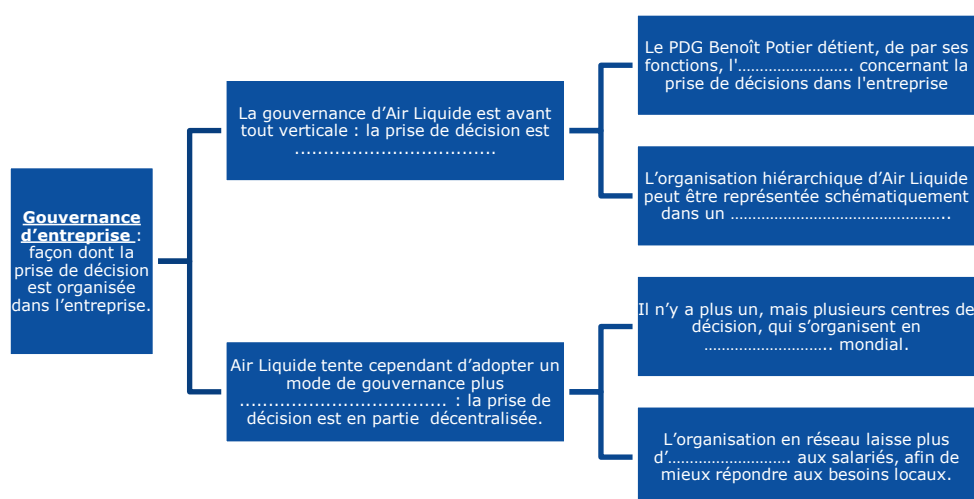 Gouvernance
d’entreprise :
façon dont la
prise de décision
est organisée
dans l’entreprise.
La gouvernance d’Air Liquide est avant
tout verticale : la prise de décision est
...................................
Le PDG Benoît Potier détient, de par ses
fonctions, l'…………………….. concernant la
prise de décisions dans l'entreprise
L’organisation hiérarchique d’Air Liquide
peut être représentée schématiquement
dans un ………………………………………..
Air Liquide tente cependant d’adopter un
mode de gouvernance plus
.................................... : la prise de
décision est en partie décentralisée.
Il n’y a plus un, mais plusieurs centres de
décision, qui s’organisent en
……………………….. mondial.
L’organisation en réseau laisse plus
d’………………………. aux salariés, afin de
mieux répondre aux besoins locaux.